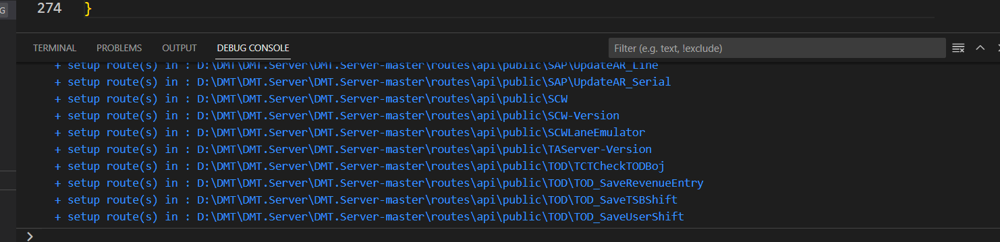 G
274 }
TERMINAL PROBLEMS OUTPUT DEBUG CONSOLE Filter (e.g. text, !exclude)
+ setup route(s) in : D:\DMT\DMT.Server\DMT.Server-master\routes\api\public\SAP\UpdateAR_Line
+ setup route(s) in : D:\DMT\DMT.Server\DMT.Server-master\routes\api\public\SAP\UpdateAR_Serial
+ setup route(s) in : D:\DMT\DMT.Server\DMT.Server-master\routes\api\public\SCW
+ setup route(s) in : D:\DMT\DMT.Server\DMT.Server-master\routes\api\public\SCW-Version
+ setup route(s) in : D:\DMT\DMT.Server\DMT.Server-master\routes\api\public\SCWLaneEmulator
+ setup route(s) in : D:\DMT\DMT.Server\DMT.Server-master\routes\api\public\TAServer-Version
+ setup route(s) in : D:\DMT\DMT.Server\DMT.Server-master\routes\api\public\TOD\TCTCheckTODBoj
+ setup route(s) in : D:\DMT\DMT.Server\DMT.Server-master\routes\api\public\TOD\TOD_SaveRevenueEntry
+ setup route(s) in : D:\DMT\DMT.Server\DMT.Server-master\routes\api\public\TOD\TOD_SaveTSBShift
+ setup route(s) in : D:\DMT\DMT.Server\DMT.Server-master\routes\api\public\TOD\TOD_SaveUserShift